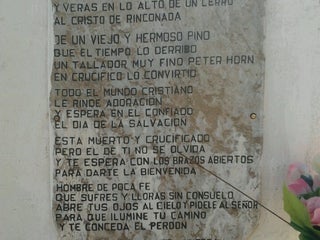 Y VERAS EN LO ALTO DE UN CERRO
AL CRISTO DE RINCONADA
DE UN VIEJO Y HERMOSO PINO
QUE EL TIEMPO LO DERRIBO
UN TALLADOR MUY FINO PETER HORN
EN CRUCIFICO LO CONVIRTIO
TODO EL MUNDO CRISTIANO
LE RINDE ADORACION
Y ESPERA EN EL CONFIADO
EL DIA DE LA SALVACION
ESTA MUERTO Y CRUCIFICADO
PERO EL DE TI NO SE OLVIDA
Y TE ESPERA CON LOS BRAZOS ABIERTOS
PARA DARTE LA BIENVENIDA
HOMBRE DE POCA FE
QUE SUFRES Y LLORAS SIN CONSUELO
ABRE TUS OJOS AL CIELO Y PIDELE AL SEÑOR
PARA QUE ILUMINE TU CAMINO
Y TE CONCEDA EL PERDON